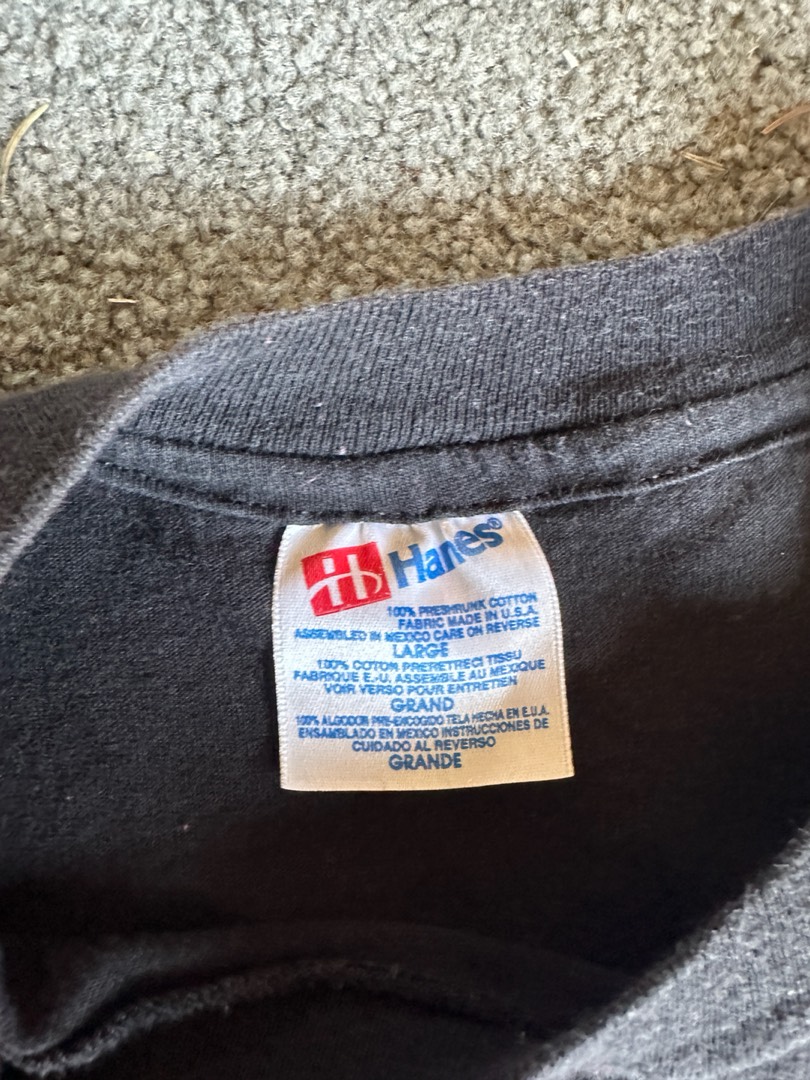 H Hanes®
100% PRESHRUNK COTTON
FABRIC MADE IN U.S.A.
ASSEMBLED IN MEXICO CARE ON REVERSE
LARGE
100% COTON PRERETRECI TISSU
FABRIQUE E.-U. ASSEMBLE AU MEXIQUE
VOIR VERSO POUR ENTRETIEN
GRAND
100% ALGODON PRE-ENCOGIDO TELA HECHA EN E.U.A.
ENSAMBLADO EN MEXICO INSTRUCCIONES DE
CUIDADO AL REVERSO
GRANDE